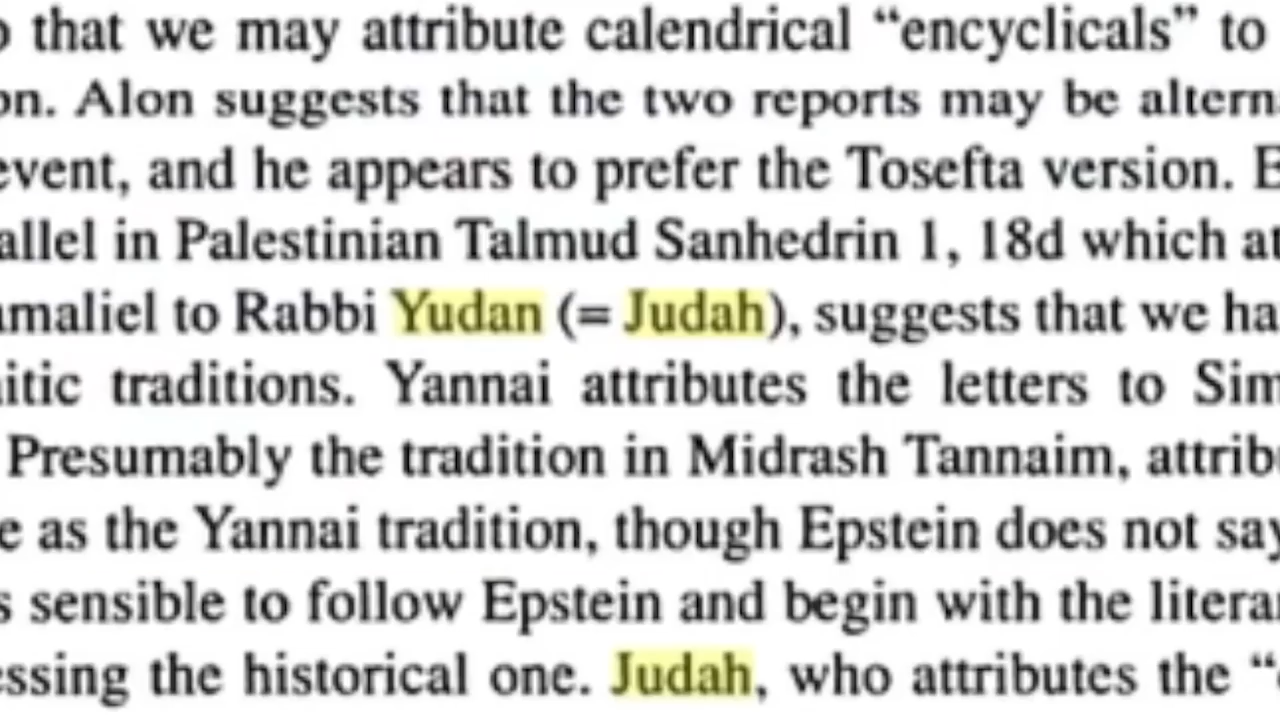 that we may attribute calendrical “encyclicals” to
on. Alon suggests that the two reports may be altern
event, and he appears to prefer the Tosefta version.
allel in Palestinian Talmud Sanhedrin 1, 18d which at
amaliel to Rabbi Yudan (= Judah), suggests that we ha
itic traditions. Yannai attributes the letters to Sim
Presumably the tradition in Midrash Tannaim, attrib
e as the Yannai tradition, though Epstein does not say
s sensible to follow Epstein and begin with the litera
essing the historical one. Judah, who attributes the “